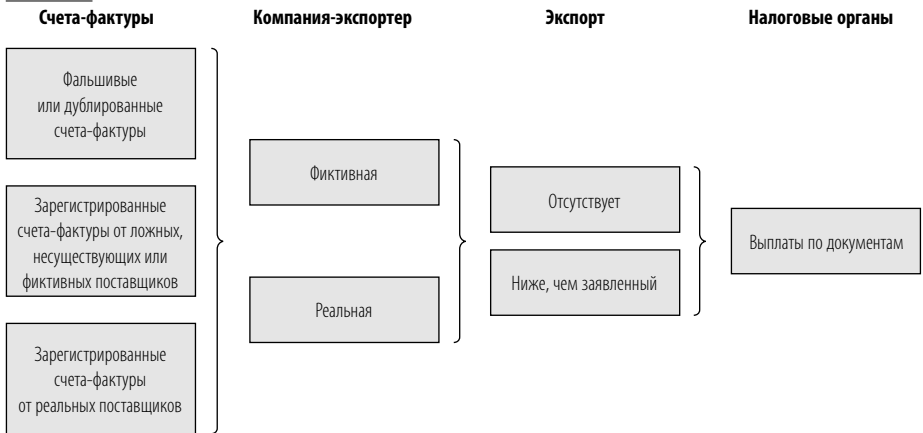 Счета-фактуры
Компания-экспортер
Экспорт
Налоговые органы
Фальшивые
или дублированные
счета-фактуры
Зарегистрированные
счета-фактуры от ложных,
несуществующих или
фиктивных поставщиков
Зарегистрированные
счета-фактуры
от реальных поставщиков
Фиктивная
Реальная
Отсутствует
Ниже, чем заявленный
Выплаты по документам